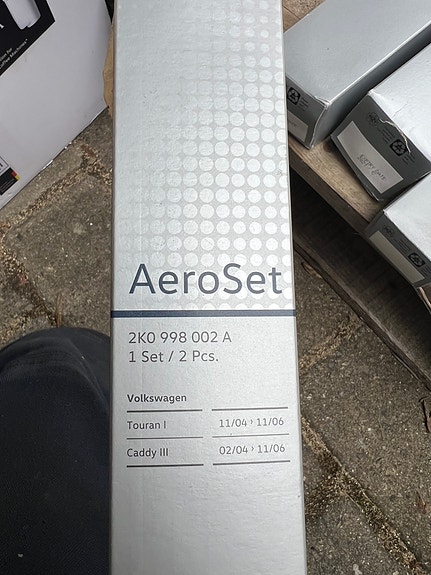 AeroSet
2K0 998 002 A
1 Set / 2 Pcs.
Volkswagen
Touran I 11/04 › 11/06
Caddy III 02/04 › 11/06